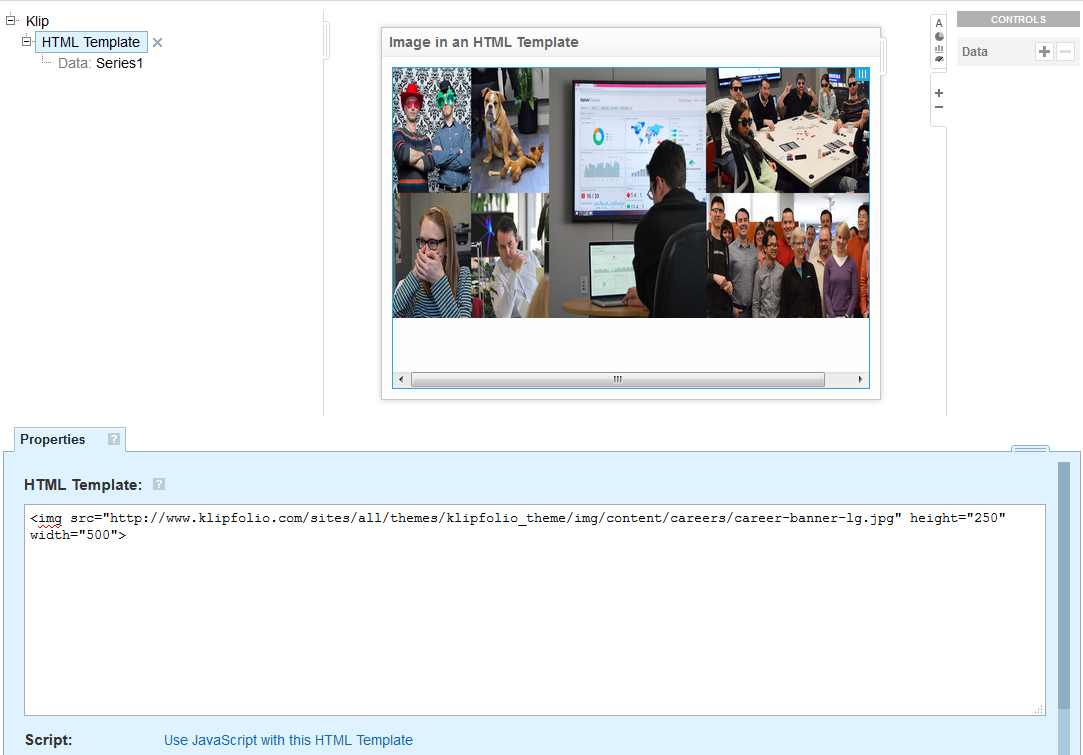 Klip
HTML Template
Data: Series1
Image in an HTML Template
A
CONTROLS
Data
Properties ?
HTML Template: ?
<img src="http://www.klipfolio.com/sites/all/themes/klipfolio_theme/img/content/careers/career-banner-lg.jpg" height="250"
width="500">
Script: Use JavaScript with this HTML Template